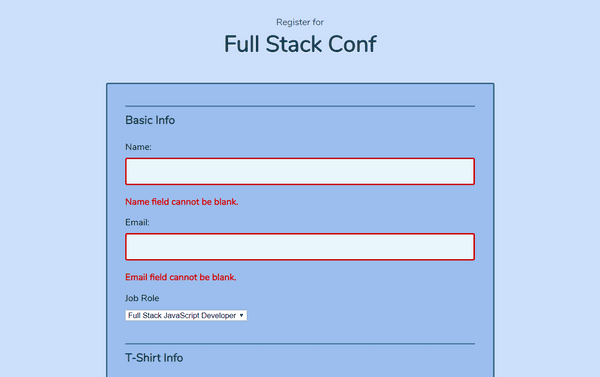 Register for
Full Stack Conf
Basic Info
Name:
Name field cannot be blank.
Email:
Email field cannot be blank.
Job Role
Full Stack JavaScript Developer
T-Shirt Info